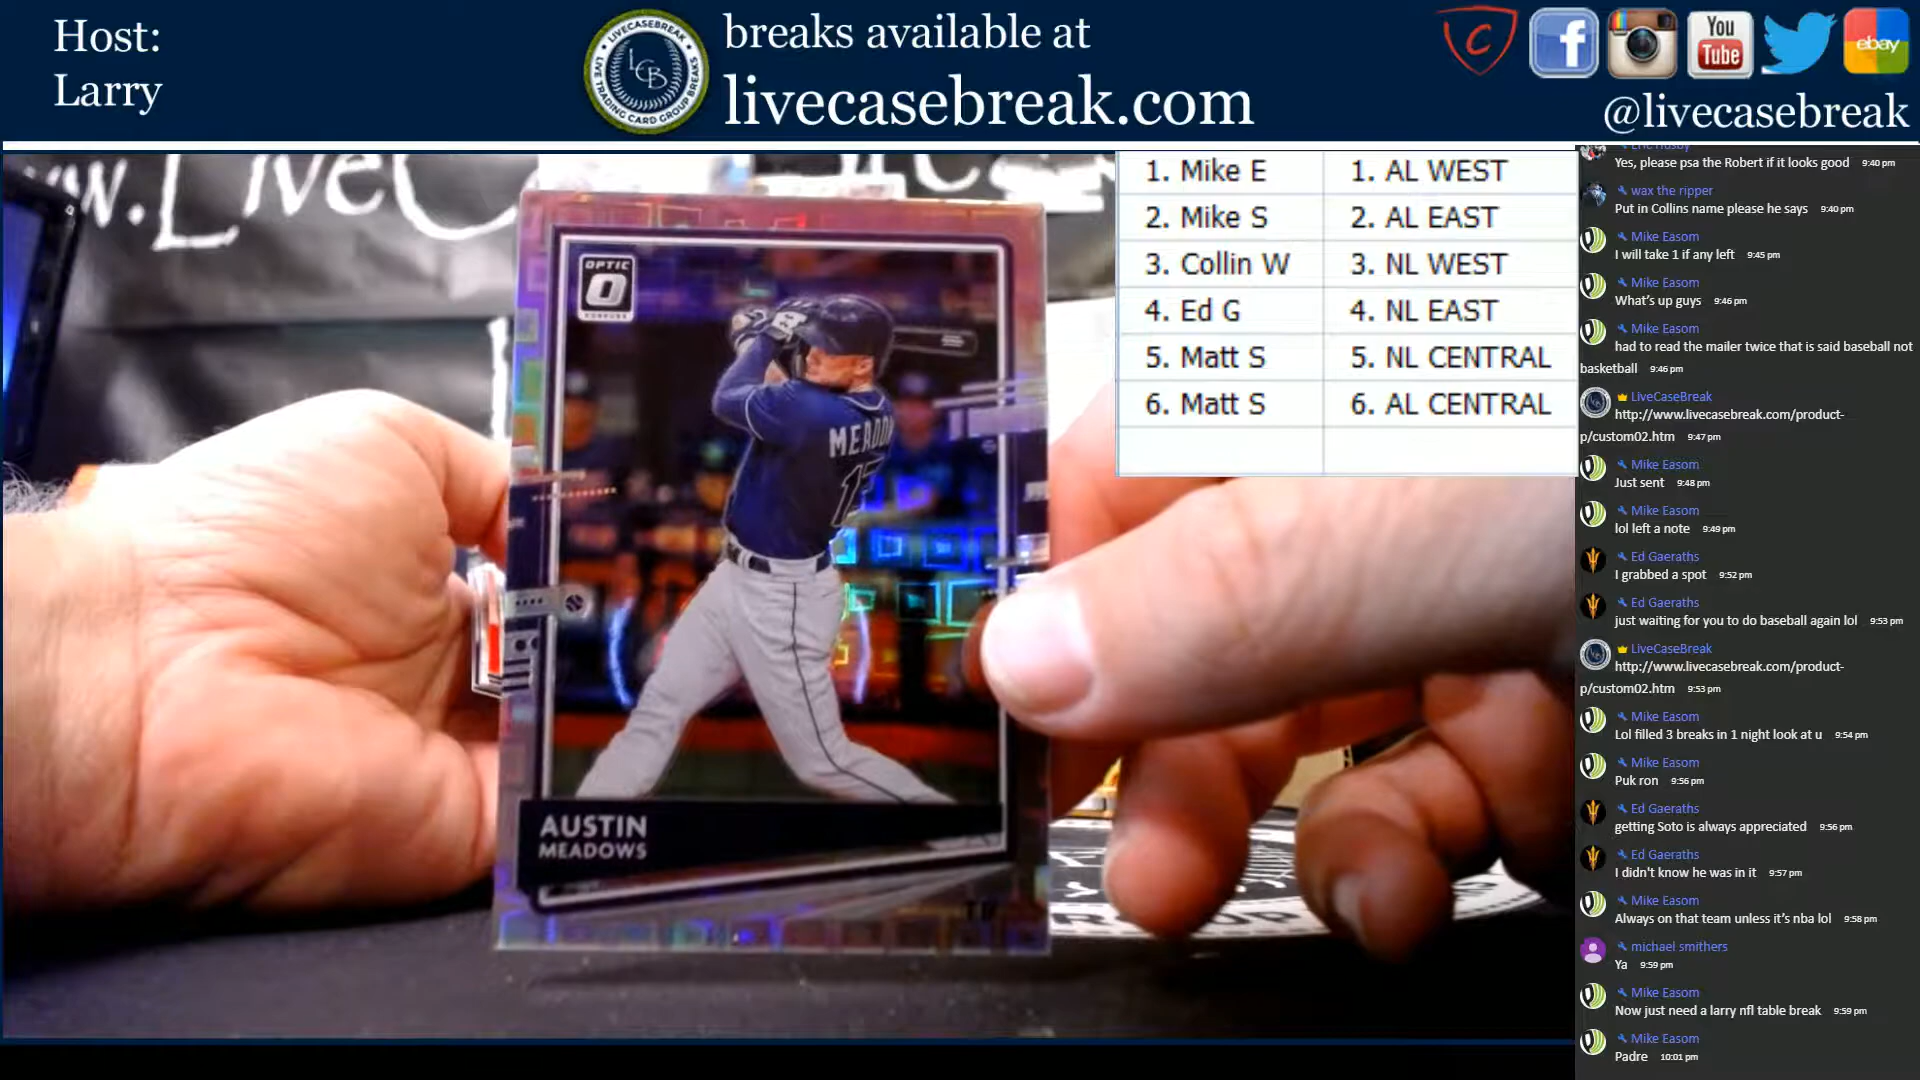 Host:
Larry
LIVECASEBREAK
LCB
LIVE TRADING CARD GROUP BREAKS
breaks available at
livecasebreak.com
You
Tube
ebay
@livecasebreak
1. Mike E 1. AL WEST
2. Mike S 2. AL EAST
3. Collin W 3. NL WEST
4. Ed G 4. NL EAST
5. Matt S 5. NL CENTRAL
6. Matt S 6. AL CENTRAL
OPTIC
DONRUSS
AUSTIN
MEADOWS
Yes, please psa the Robert if it looks good 9:40 pm
wax the ripper
Put in Collins name please he says 9:40 pm
Mike Easom
I will take 1 if any left 9:45 pm
Mike Easom
What's up guys 9:46 pm
Mike Easom
had to read the mailer twice that is said baseball not
basketball 9:46 pm
LiveCaseBreak
http://www.livecasebreak.com/product-
p/custom02.htm 9:47 pm
Mike Easom
Just sent 9:48 pm
Mike Easom
lol left a note 9:49 pm
Ed Gaeraths
I grabbed a spot 9:52 pm
Ed Gaeraths
just waiting for you to do baseball again lol 9:53 pm
LiveCaseBreak
http://www.livecasebreak.com/product-
p/custom02.htm 9:53 pm
Mike Easom
Lol filled 3 breaks in 1 night look at u 9:54 pm
Mike Easom
Puk ron 9:56 pm
Ed Gaeraths
getting Soto is always appreciated 9:56 pm
Ed Gaeraths
I didn't know he was in it 9:57 pm
Mike Easom
Always on that team unless it's nba lol 9:58 pm
michael smithers
Ya 9:59 pm
Mike Easom
Now just need a larry nfl table break 9:59 pm
Mike Easom
Padre 10:01 pm